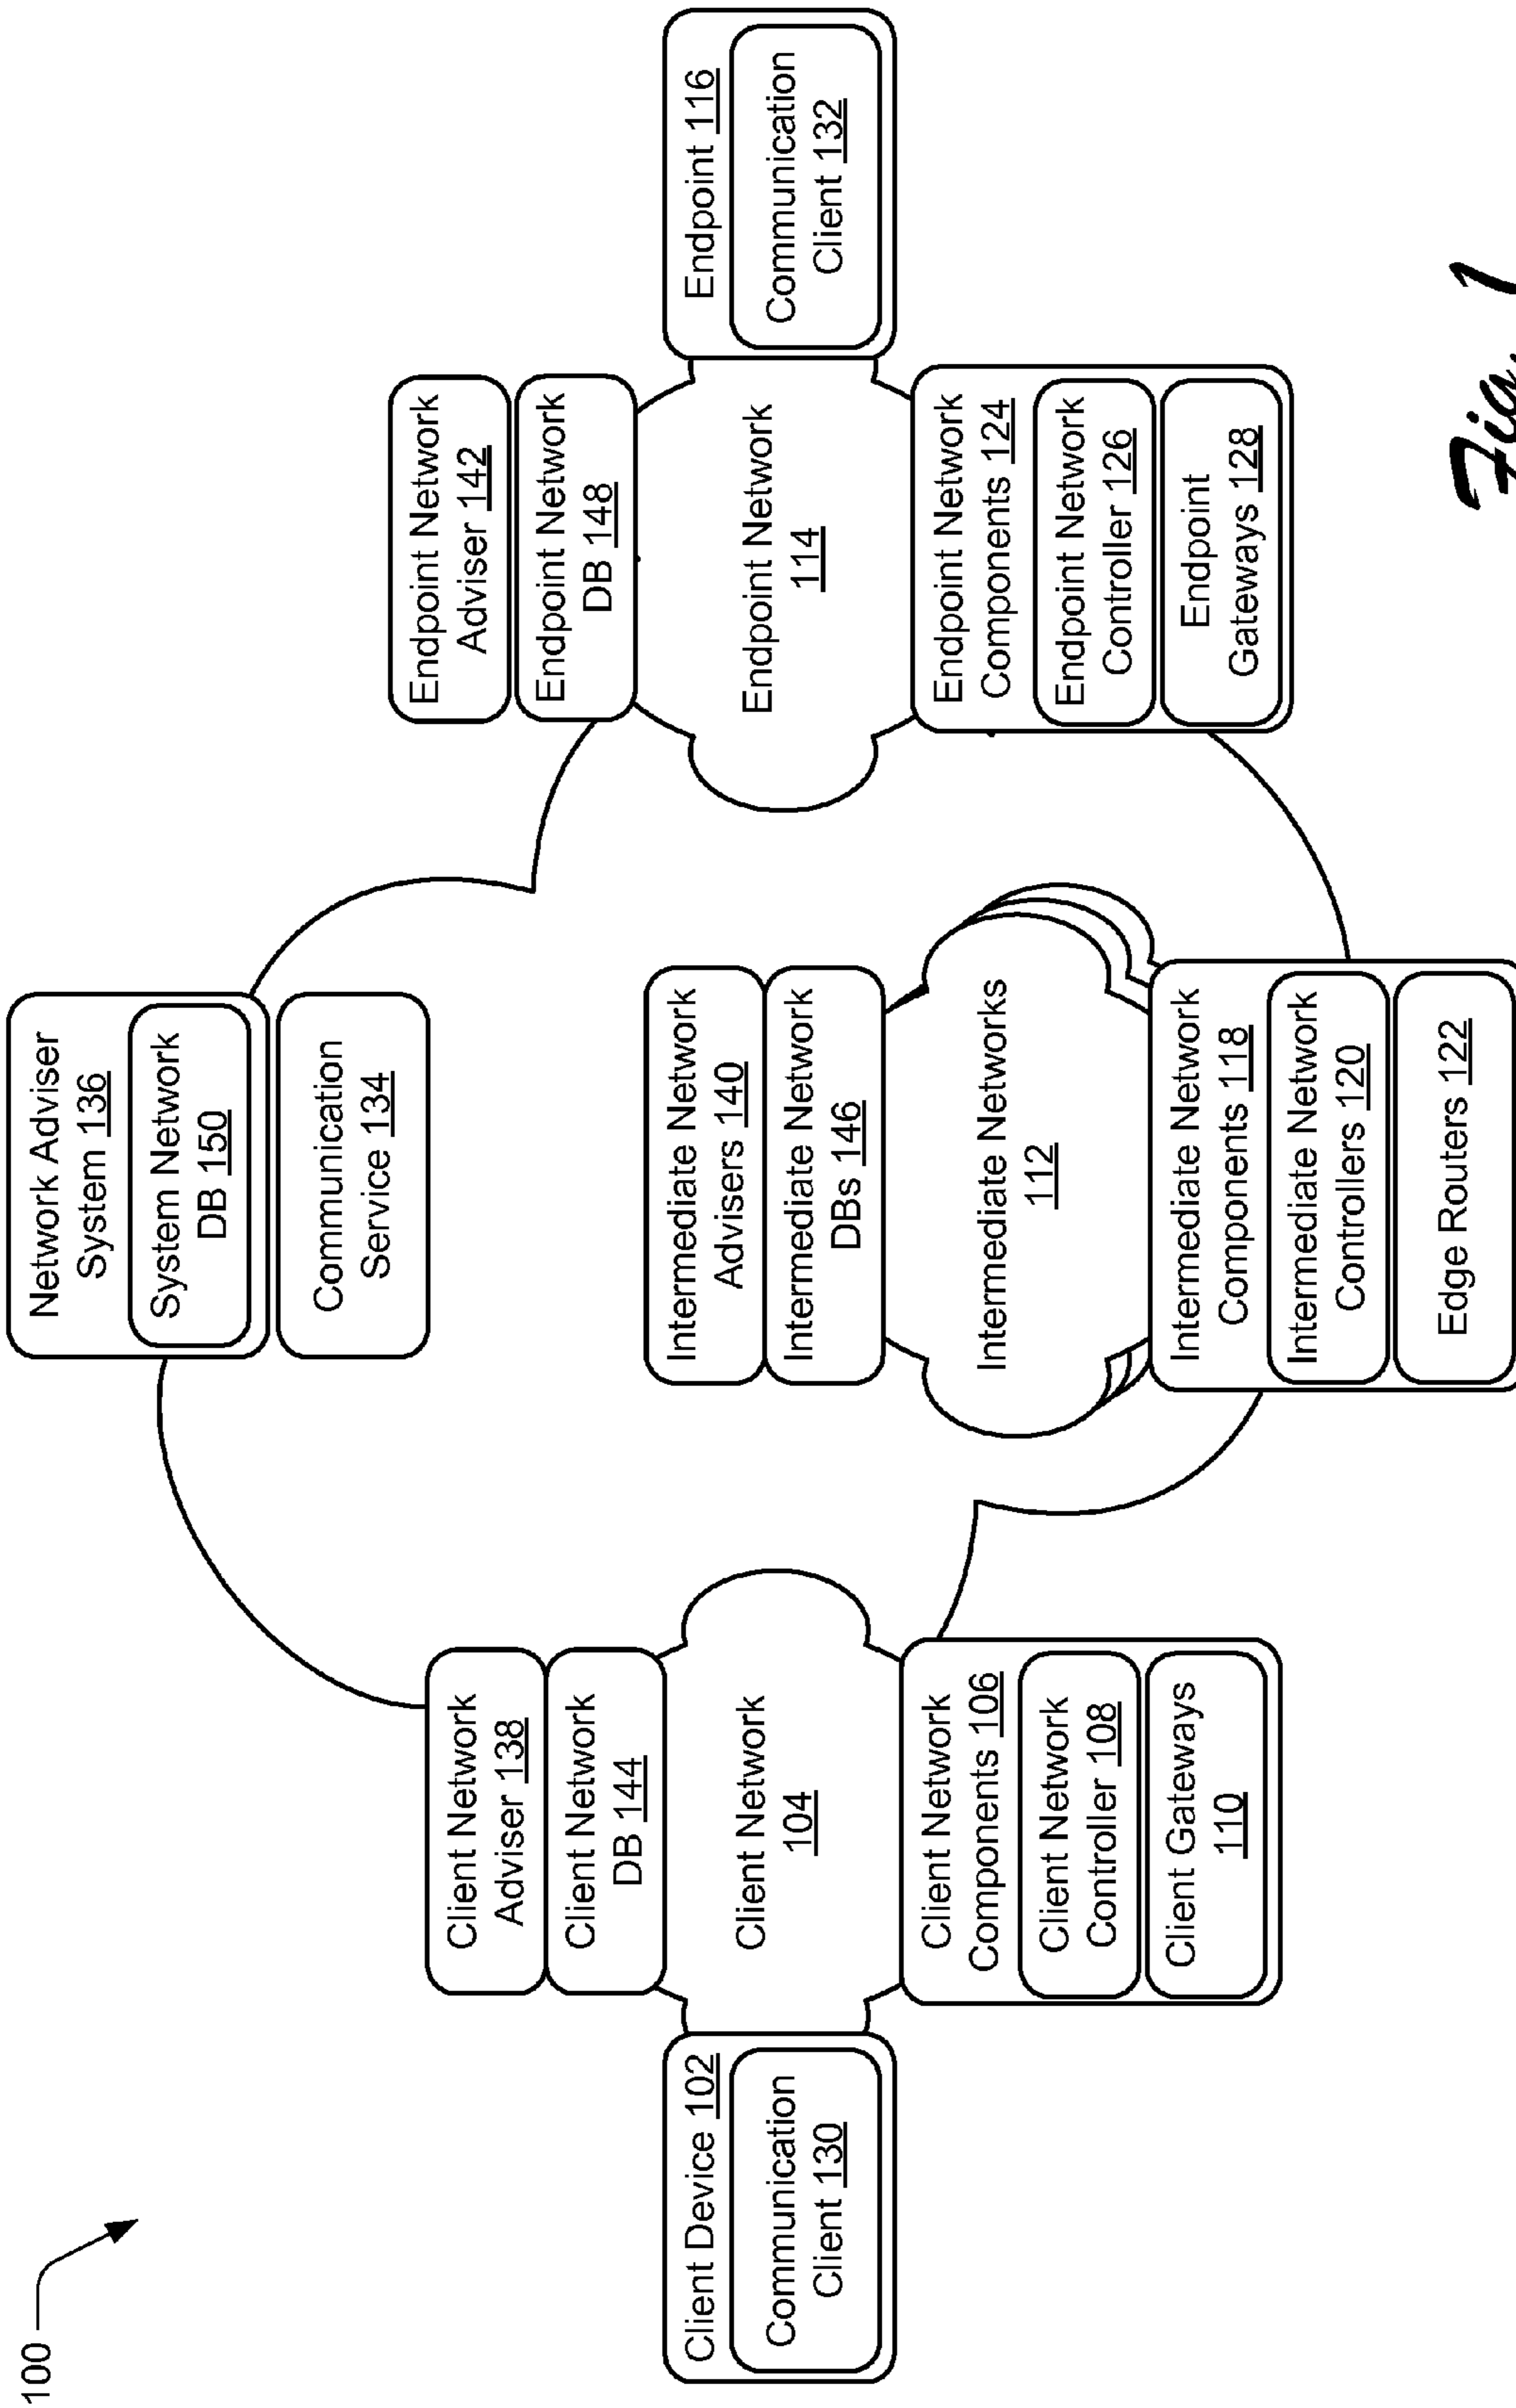 100
Network Adviser
System 136
System Network
DB 150
Communication
Service 134
Client Network
Adviser 138
Client Network
DB 144
Client Device 102
Communication
Client 130
Client Network
104
Client Network
Components 106
Client Network
Controller 108
Client Gateways
110
Intermediate Network
Advisers 140
Intermediate Network
DBs 146
Intermediate Networks
112
Intermediate Network
Components 118
Intermediate Network
Controllers 120
Edge Routers 122
Endpoint Network
Adviser 142
Endpoint Network
DB 148
Endpoint Network
114
Endpoint 116
Communication
Client 132
Endpoint Network
Components 124
Endpoint Network
Controller 126
Endpoint
Gateways 128
Fig. 1